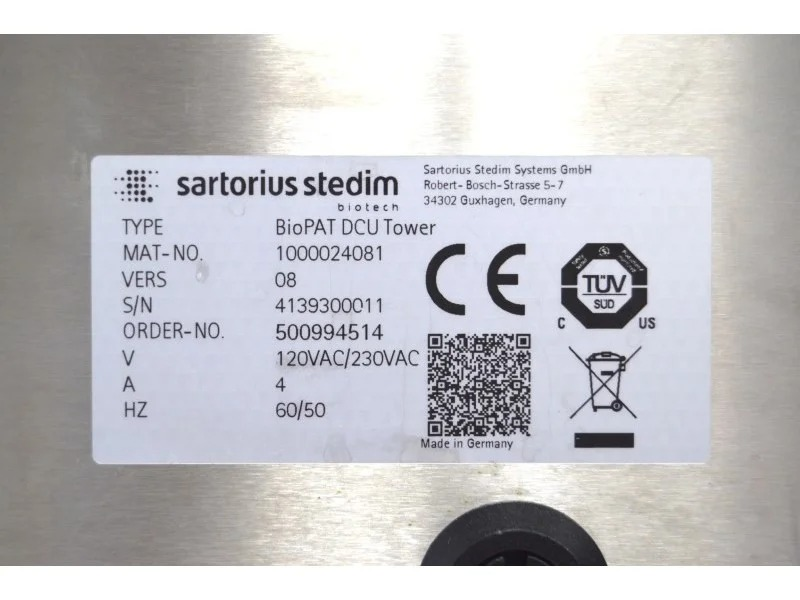 sartorius stedim
biotech
Sartorius Stedim Systems GmbH
Robert-Bosch-Strasse 5-7
34302 Guxhagen, Germany
TYPE BioPAT DCU Tower
MAT-NO. 1000024081
VERS 08
S/N 4139300011
ORDER-NO. 500994514
V 120VAC/230VAC
A 4
HZ 60/50
CE
TÜV
SÜD
C US
Made in Germany